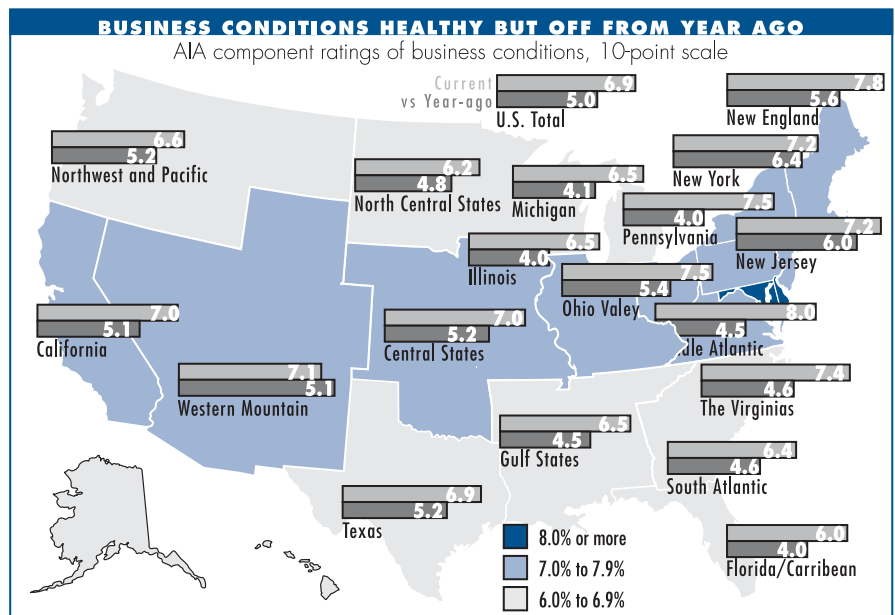 BUSINESS CONDITIONS HEALTHY BUT OFF FROM YEAR AGO
AIA component ratings of business conditions, 10-point scale
Current
vs Year-ago
6.9
5.0
U.S. Total
7.8
5.6
New England
6.6
5.2
Northwest and Pacific
6.2
4.8
North Central States
6.5
4.1
Michigan
7.2
6.4
New York
7.5
4.0
Pennsylvania
7.2
6.0
New Jersey
6.5
4.0
Illinois
7.5
5.4
Ohio Valey
8.0
4.5
dle Atlantic
7.0
5.1
California
7.0
5.2
Central States
7.1
5.1
Western Mountain
7.4
4.6
The Virginias
6.5
4.5
Gulf States
6.4
4.6
South Atlantic
6.9
5.2
Texas
6.0
4.0
Florida/Carribean
8.0% or more
7.0% to 7.9%
6.0% to 6.9%